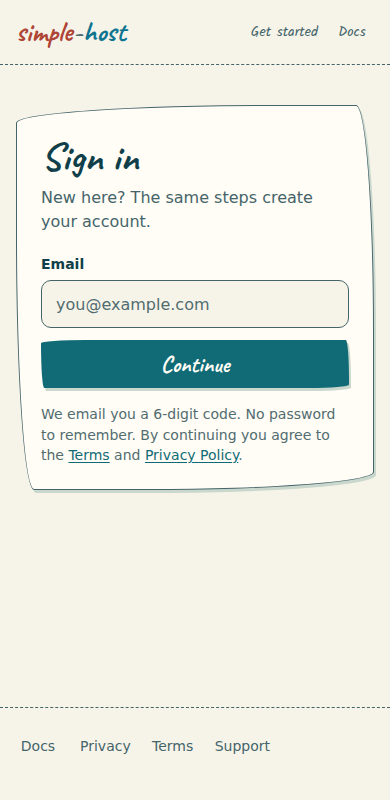 simple-host
Get started Docs
Sign in
New here? The same steps create
your account.
Email
you@example.com
Continue
We email you a 6-digit code. No password
to remember. By continuing you agree to
the Terms and Privacy Policy.
Docs Privacy Terms Support